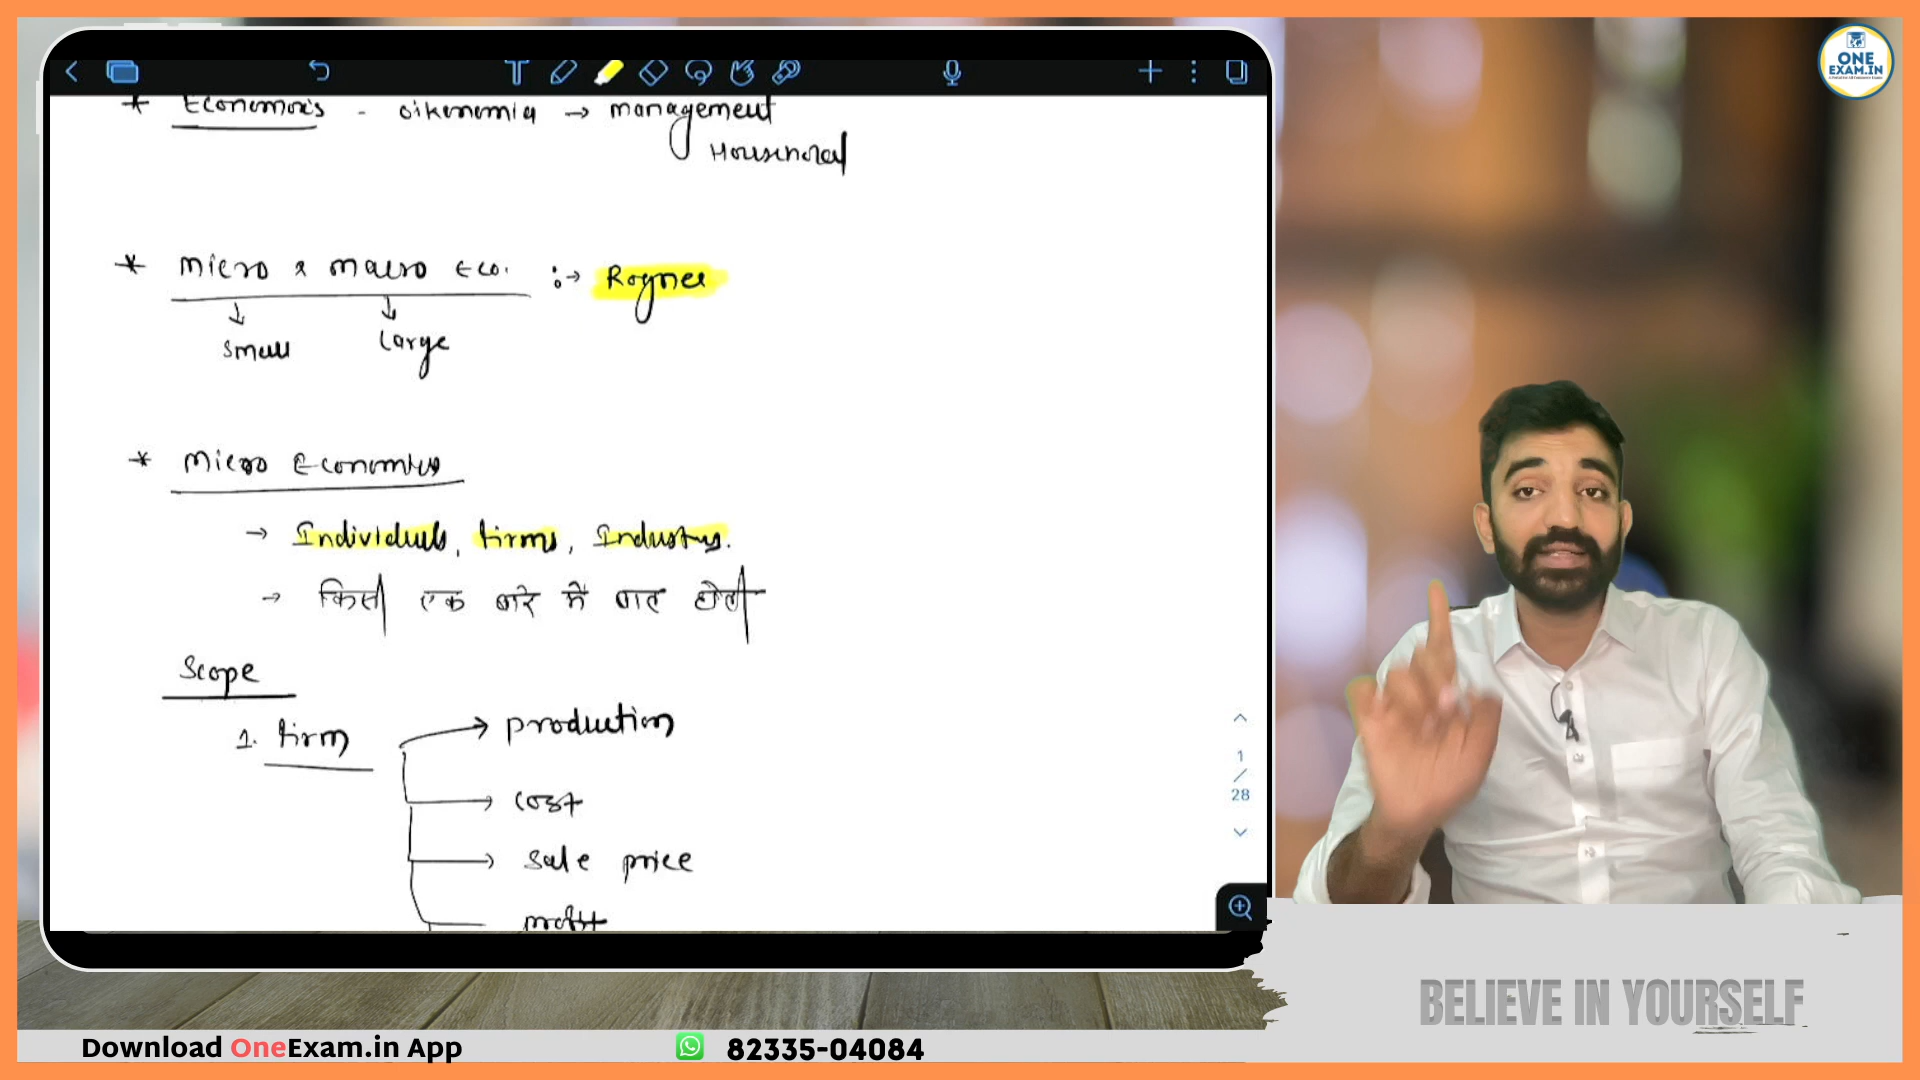 ONE
EXAM.IN
* Economics - oikonomia → management
Household
* micro & macro Eco. :→ Rogner
↓ ↓
small Large
* Micro Economics
→ Individuals, firms, Industry.
→ किसी एक बारे में बात होती
Scope
1. firm → production
→ cost
→ sale price
profit
1
/
28
BELIEVE IN YOURSELF
Download OneExam.in App
82335-04084